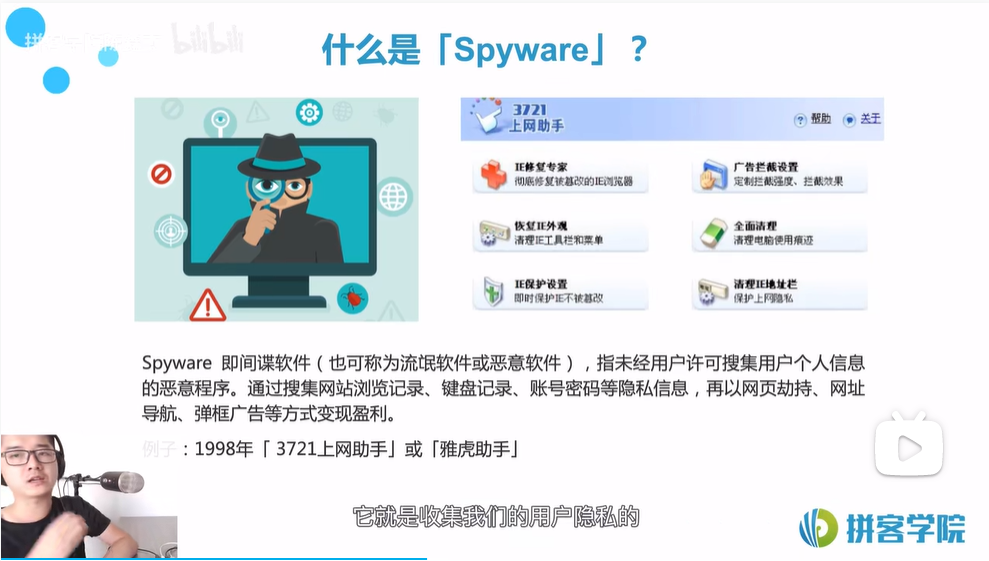 bilibili
什么是「Spyware」？
3721
上网助手
帮助
关于
IE修复专家
彻底修复被篡改的IE浏览器
广告拦截设置
定制拦截强度、拦截效果
恢复IE外观
清理IE工具栏和菜单
全面清理
清理电脑使用痕迹
IE保护设置
即时保护IE不被篡改
清理IE地址栏
保护上网隐私
Spyware 即间谍软件（也可称为流氓软件或恶意软件），指未经用户许可搜集用户个人信息
的恶意程序。通过搜集网站浏览记录、键盘记录、账号密码等隐私信息，再以网页劫持、网址
导航、弹框广告等方式变现盈利。
例子：1998年「 3721上网助手」或「雅虎助手」
它就是收集我们的用户隐私的
拼客学院